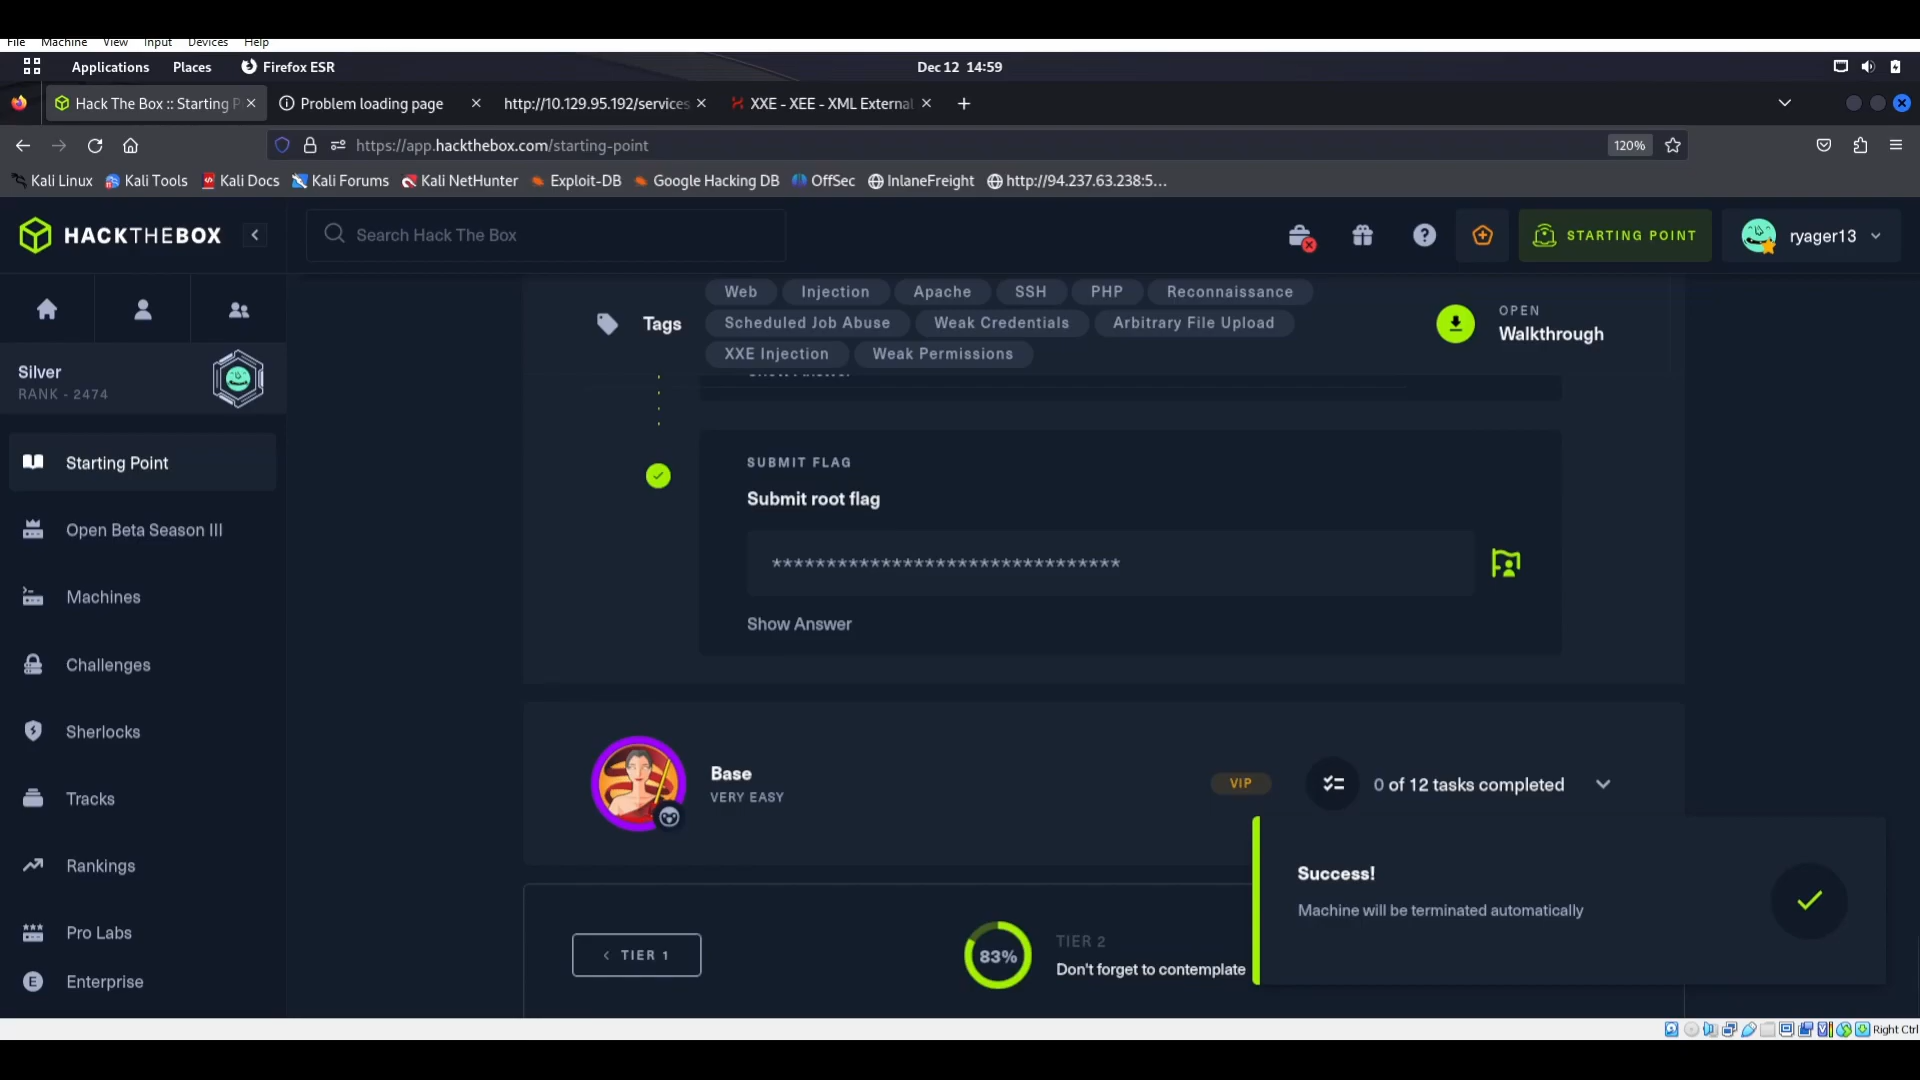 File Machine View Input Devices Help
Applications Places Firefox ESR Dec 12 14:59
Hack The Box :: Starting P Problem loading page http://10.129.95.192/services XXE - XEE - XML External
https://app.hackthebox.com/starting-point 120%
Kali Linux Kali Tools Kali Docs Kali Forums Kali NetHunter Exploit-DB Google Hacking DB OffSec InlaneFreight http://94.237.63.238:5…
HACKTHEBOX Search Hack The Box STARTING POINT ryager13
Web Injection Apache SSH PHP Reconnaissance
Tags Scheduled Job Abuse Weak Credentials Arbitrary File Upload
XXE Injection Weak Permissions
OPEN
Walkthrough
Silver
RANK - 2474
Starting Point
Open Beta Season III
Machines
Challenges
Sherlocks
Tracks
Rankings
Pro Labs
E Enterprise
Show Answer
SUBMIT FLAG
Submit root flag
********************************
Show Answer
Base
VERY EASY
VIP 0 of 12 tasks completed
Success!
Machine will be terminated automatically
< TIER 1
83%
TIER 2
Don't forget to contemplate
Right Ctrl